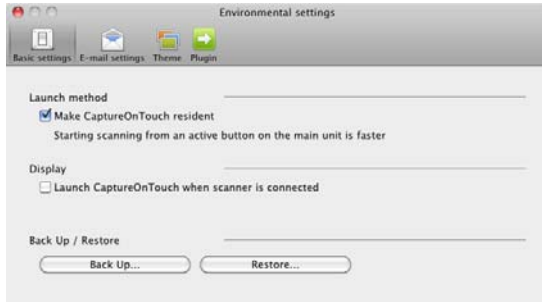 Environmental settings
Basic settings E-mail settings Theme Plugin
Launch method
Make CaptureOnTouch resident
Starting scanning from an active button on the main unit is faster
Display
Launch CaptureOnTouch when scanner is connected
Back Up / Restore
Back Up... Restore...